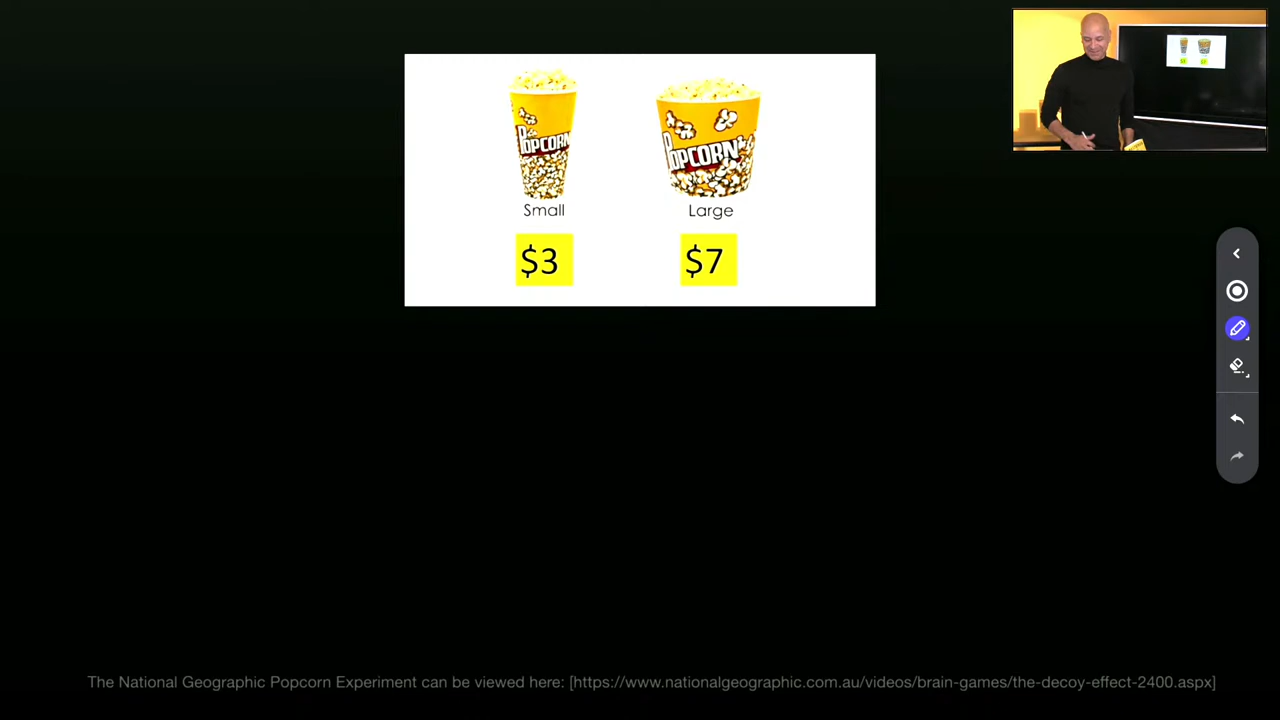 POPCORN POPCORN
Small Large
$3 $7
The National Geographic Popcorn Experiment can be viewed here: [https://www.nationalgeographic.com.au/videos/brain-games/the-decoy-effect-2400.aspx]